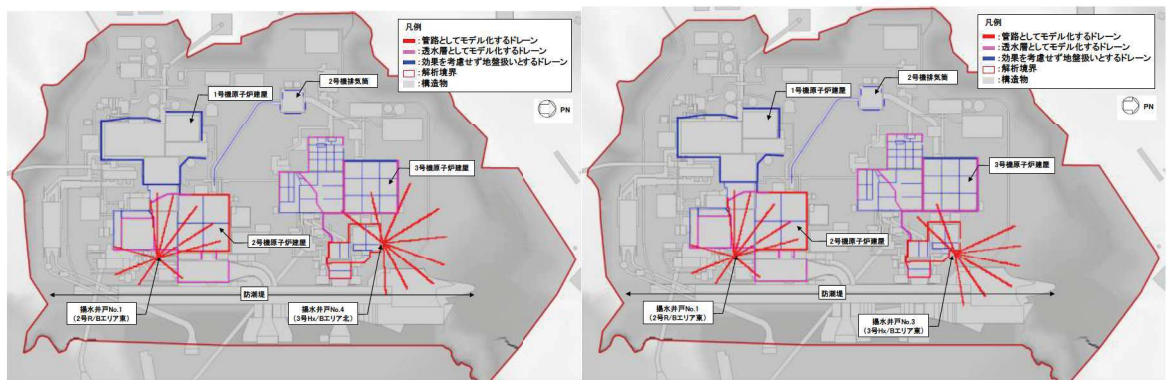 凡例
:管路としてモデル化するドレーン
:透水層としてモデル化するドレーン
:効果を考慮せず地盤扱いとするドレーン
:解析境界
:構造物
PN
2号機排気筒
1号機原子炉建屋
3号機原子炉建屋
2号機原子炉建屋
防潮堤
揚水井戸No.1
(2号R/Bエリア東)
揚水井戸No.4
(3号Hx/Bエリア北)
凡例
:管路としてモデル化するドレーン
:透水層としてモデル化するドレーン
:効果を考慮せず地盤扱いとするドレーン
:解析境界
:構造物
PN
2号機排気筒
1号機原子炉建屋
3号機原子炉建屋
2号機原子炉建屋
防潮堤
揚水井戸No.1
(2号R/Bエリア東)
揚水井戸No.3
(3号Hx/Bエリア東)